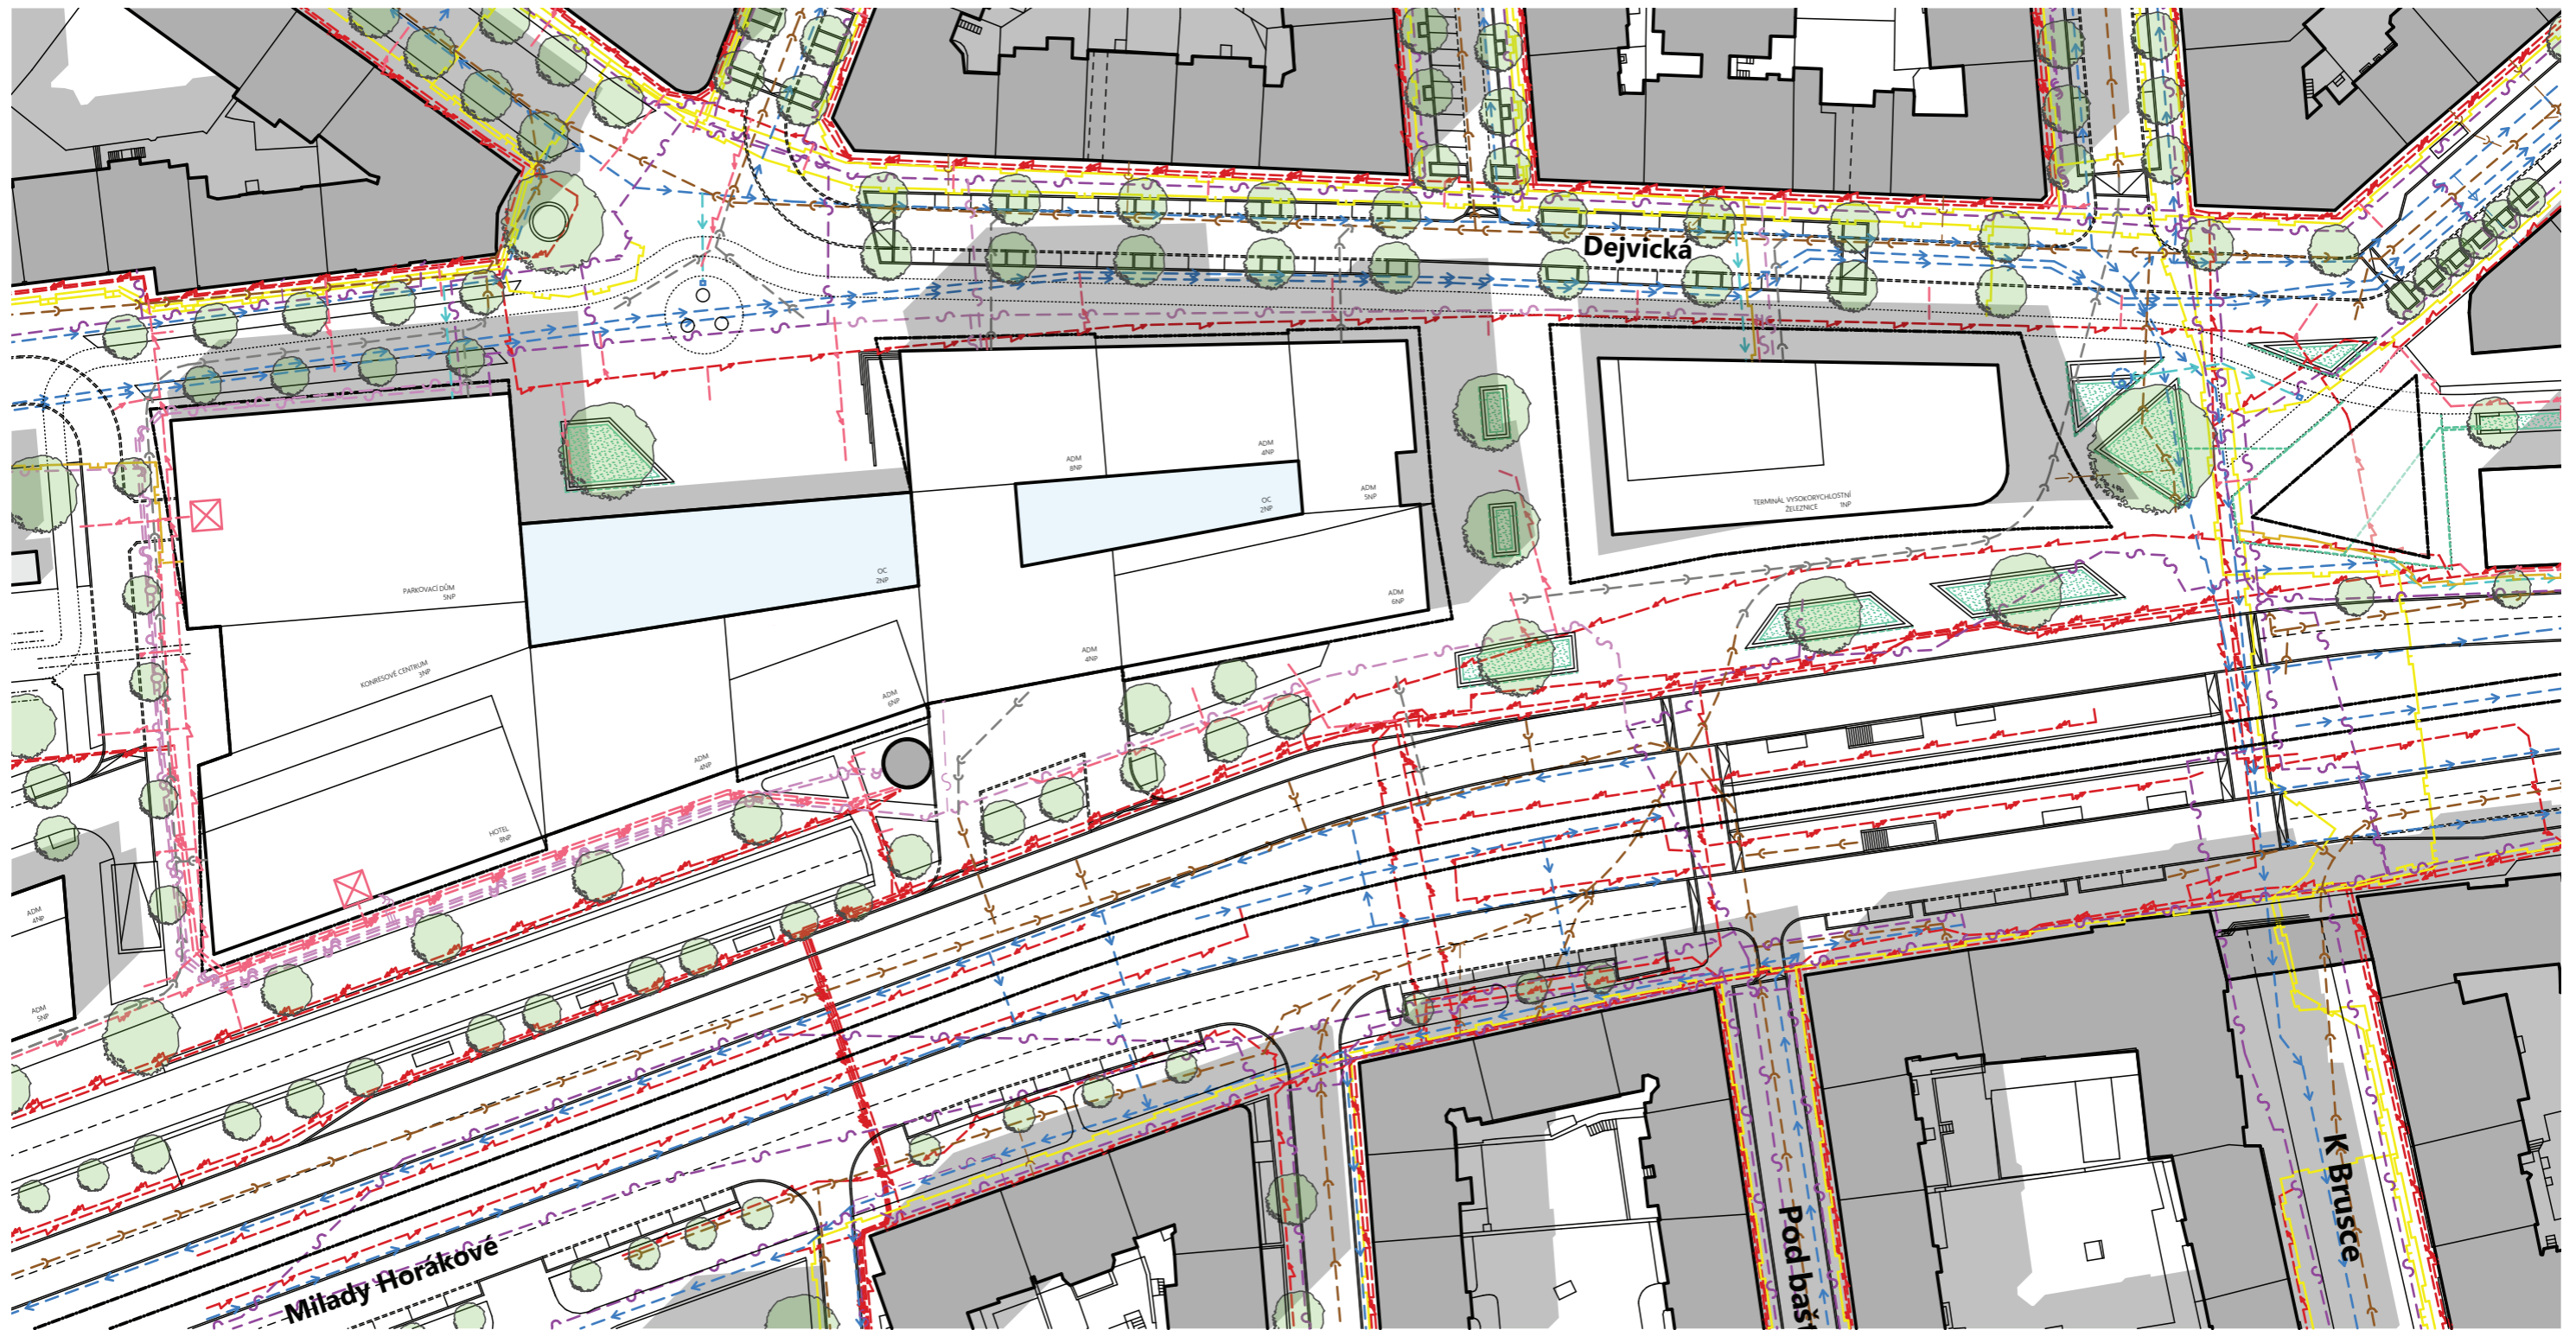 Dejvická
ADM
8NP
ADM
4NP
ADM
5NP
OC
2NP
TERMINÁL VYSOKORYCHLOSTNÍ
ŽELEZNICE 1NP
OC
2NP
PARKOVACÍ DŮM
5NP
ADM
6NP
ADM
4NP
KONRESOVÉ CENTRUM
3NP
ADM
6NP
ADM
4NP
HOTEL
8NP
ADM
4NP
ADM
5NP
Milady Horákové
Pod bašt
K Brusce